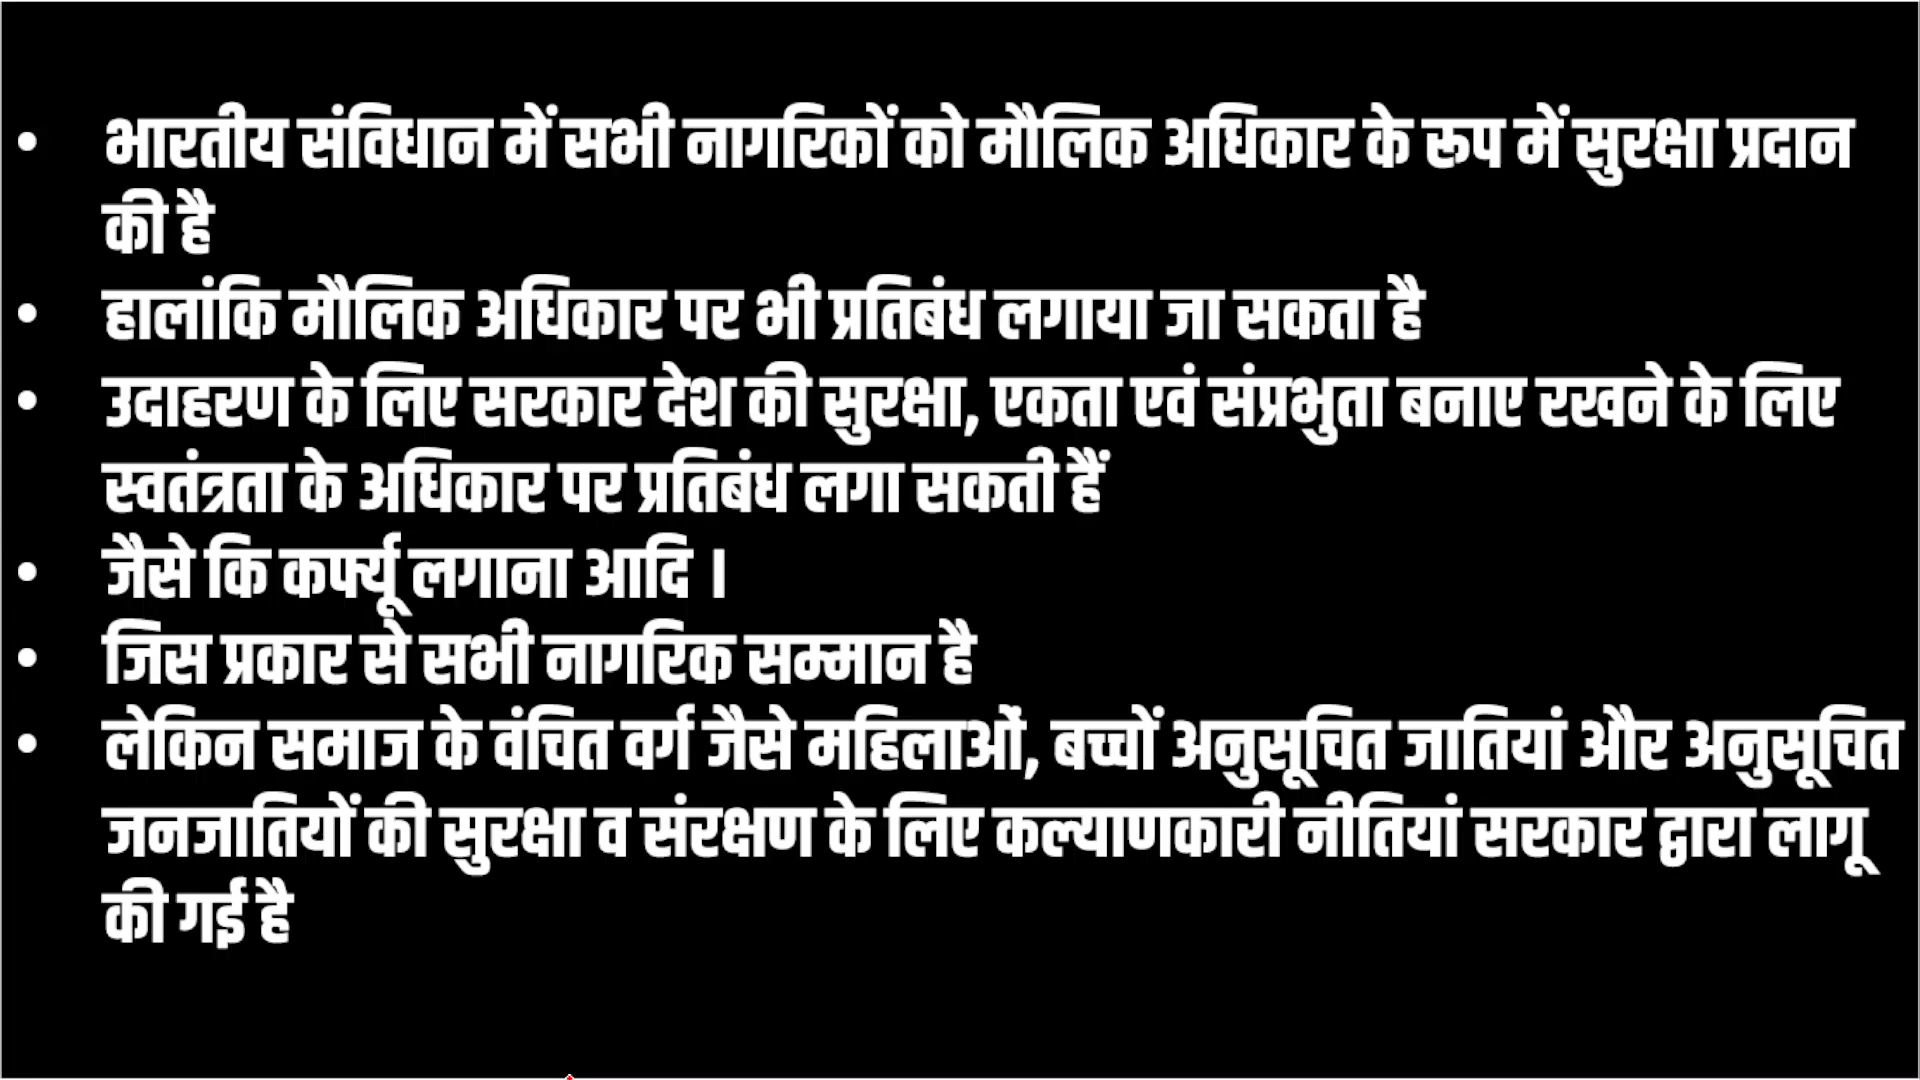 • भारतीय संविधान में सभी नागरिकों को मौलिक अधिकार के रूप में सुरक्षा प्रदान
की है
• हालांकि मौलिक अधिकार पर भी प्रतिबंध लगाया जा सकता है
• उदाहरण के लिए सरकार देश की सुरक्षा, एकता एवं संप्रभुता बनाए रखने के लिए
स्वतंत्रता के अधिकार पर प्रतिबंध लगा सकती हैं
• जैसे कि कर्फ्यू लगाना आदि ।
• जिस प्रकार से सभी नागरिक सम्मान है
• लेकिन समाज के वंचित वर्ग जैसे महिलाओं, बच्चों अनुसूचित जातियां और अनुसूचित
जनजातियों की सुरक्षा व संरक्षण के लिए कल्याणकारी नीतियां सरकार द्वारा लागू
की गई है